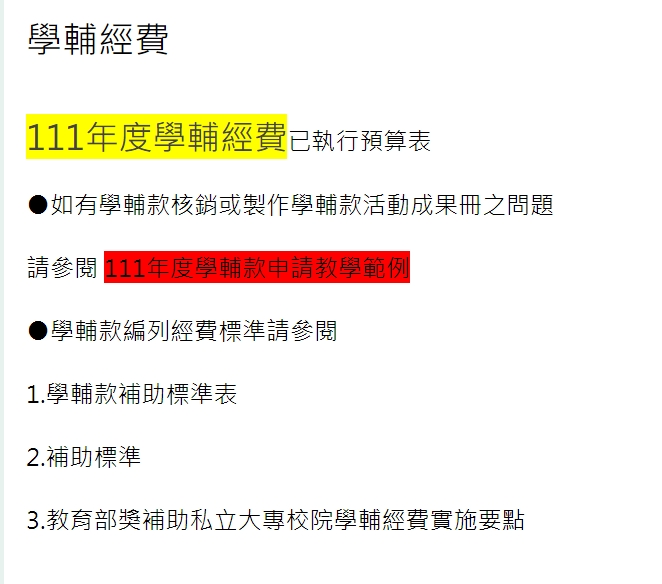 學輔經費
111年度學輔經費已執行預算表
●如有學輔款核銷或製作學輔款活動成果冊之問題
請參閱 111年度學輔款申請教學範例
●學輔款編列經費標準請參閱
1.學輔款補助標準表
2.補助標準
3.教育部獎補助私立大專校院學輔經費實施要點